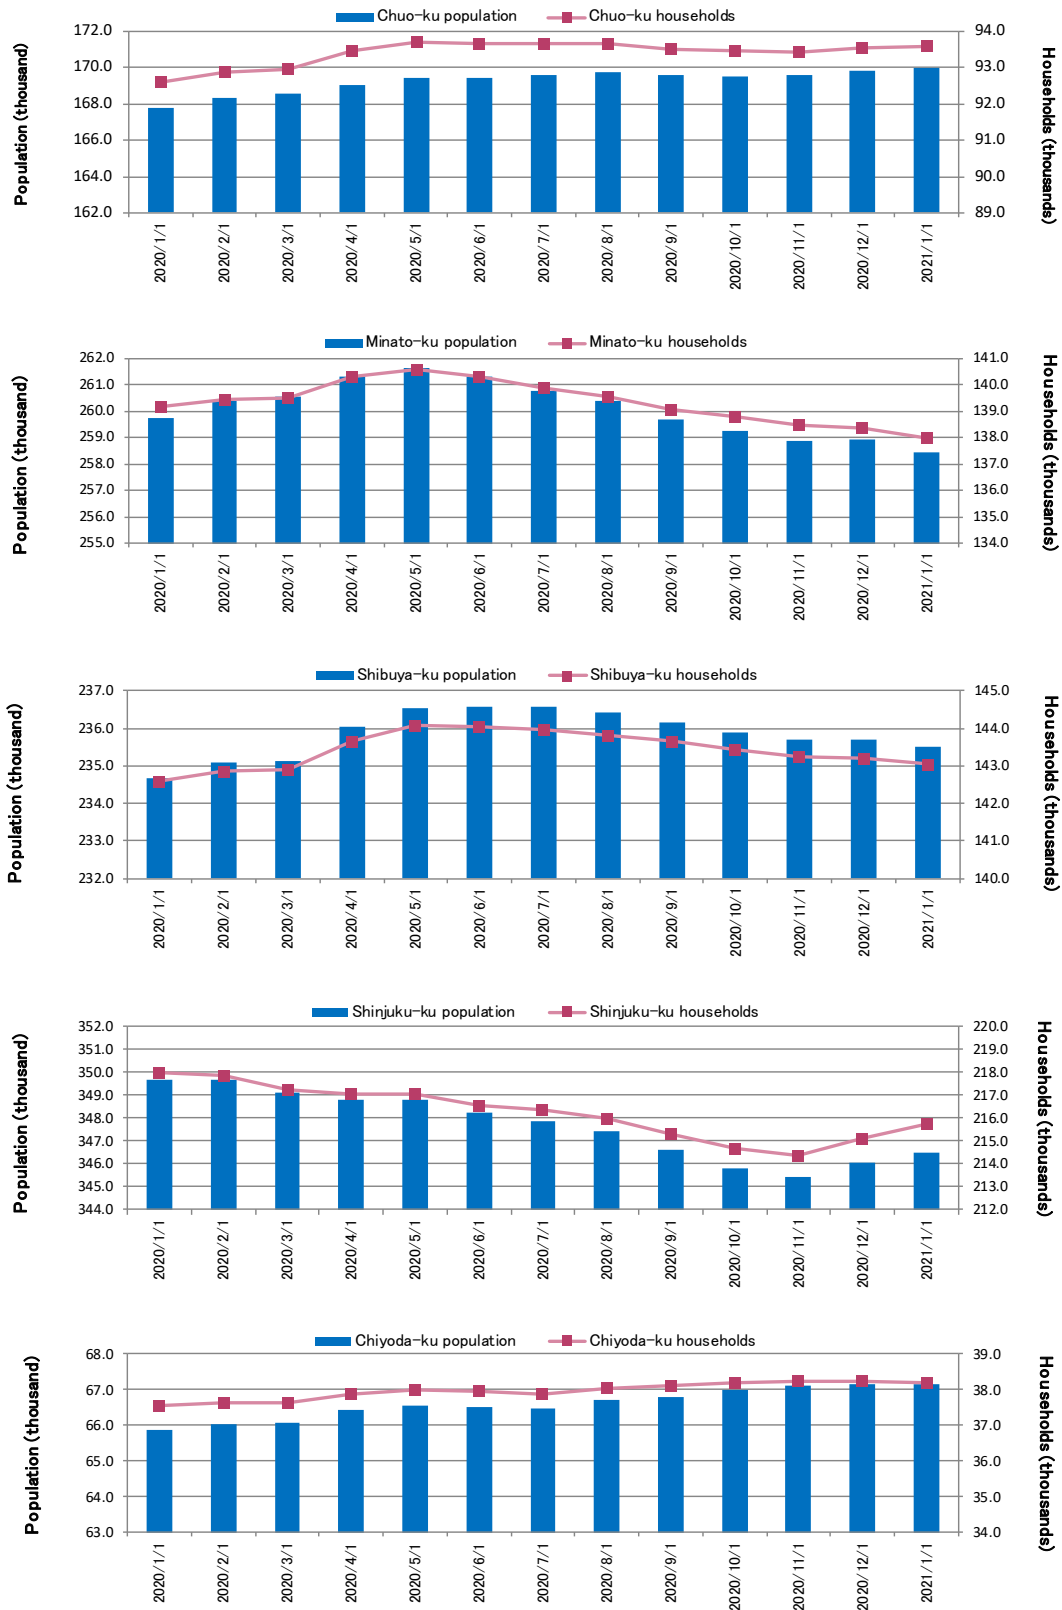 Chuo-ku population Chuo-ku households
172.0 94.0
170.0 93.0
168.0 92.0
166.0 91.0
164.0 90.0
162.0 89.0
Population (thousand)
Households (thousands)
2020/1/1 2020/2/1 2020/3/1 2020/4/1 2020/5/1 2020/6/1 2020/7/1 2020/8/1 2020/9/1 2020/10/1 2020/11/1 2020/12/1 2021/1/1
Minato-ku population Minato-ku households
262.0 141.0
261.0 140.0
260.0 139.0
259.0 138.0
258.0 137.0
257.0 136.0
256.0 135.0
255.0 134.0
Population (thousand)
Households (thousands)
2020/1/1 2020/2/1 2020/3/1 2020/4/1 2020/5/1 2020/6/1 2020/7/1 2020/8/1 2020/9/1 2020/10/1 2020/11/1 2020/12/1 2021/1/1
Shibuya-ku population Shibuya-ku households
237.0 145.0
236.0 144.0
235.0 143.0
234.0 142.0
233.0 141.0
232.0 140.0
Population (thousand)
Households (thousands)
2020/1/1 2020/2/1 2020/3/1 2020/4/1 2020/5/1 2020/6/1 2020/7/1 2020/8/1 2020/9/1 2020/10/1 2020/11/1 2020/12/1 2021/1/1
Shinjuku-ku population Shinjuku-ku households
352.0 220.0
351.0 219.0
350.0 218.0
349.0 217.0
348.0 216.0
347.0 215.0
346.0 214.0
345.0 213.0
344.0 212.0
Population (thousand)
Households (thousands)
2020/1/1 2020/2/1 2020/3/1 2020/4/1 2020/5/1 2020/6/1 2020/7/1 2020/8/1 2020/9/1 2020/10/1 2020/11/1 2020/12/1 2021/1/1
Chiyoda-ku population Chiyoda-ku households
68.0 39.0
67.0 38.0
66.0 37.0
65.0 36.0
64.0 35.0
63.0 34.0
Population (thousand)
Households (thousands)
2020/1/1 2020/2/1 2020/3/1 2020/4/1 2020/5/1 2020/6/1 2020/7/1 2020/8/1 2020/9/1 2020/10/1 2020/11/1 2020/12/1 2021/1/1